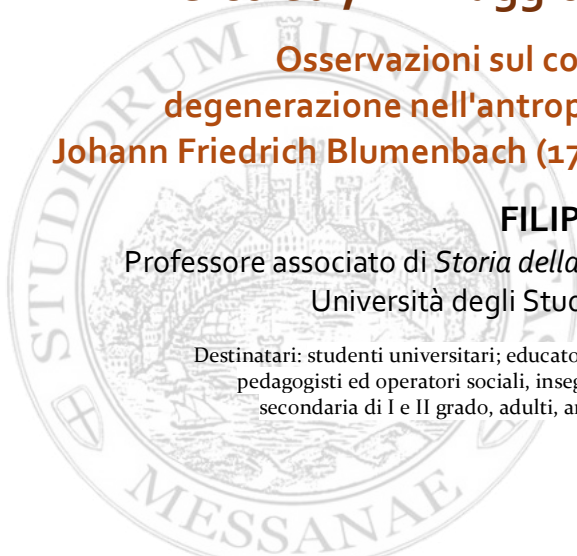 Osservazioni sul co
degenerazione nell'antrop
Johann Friedrich Blumenbach (17
FILIP
Professore associato di Storia della
Università degli Stud
Destinatari: studenti universitari; educato
pedagogisti ed operatori sociali, inseg
secondaria di I e II grado, adulti, a
STUDIORUM UNIVERSITAS
MESSANAE